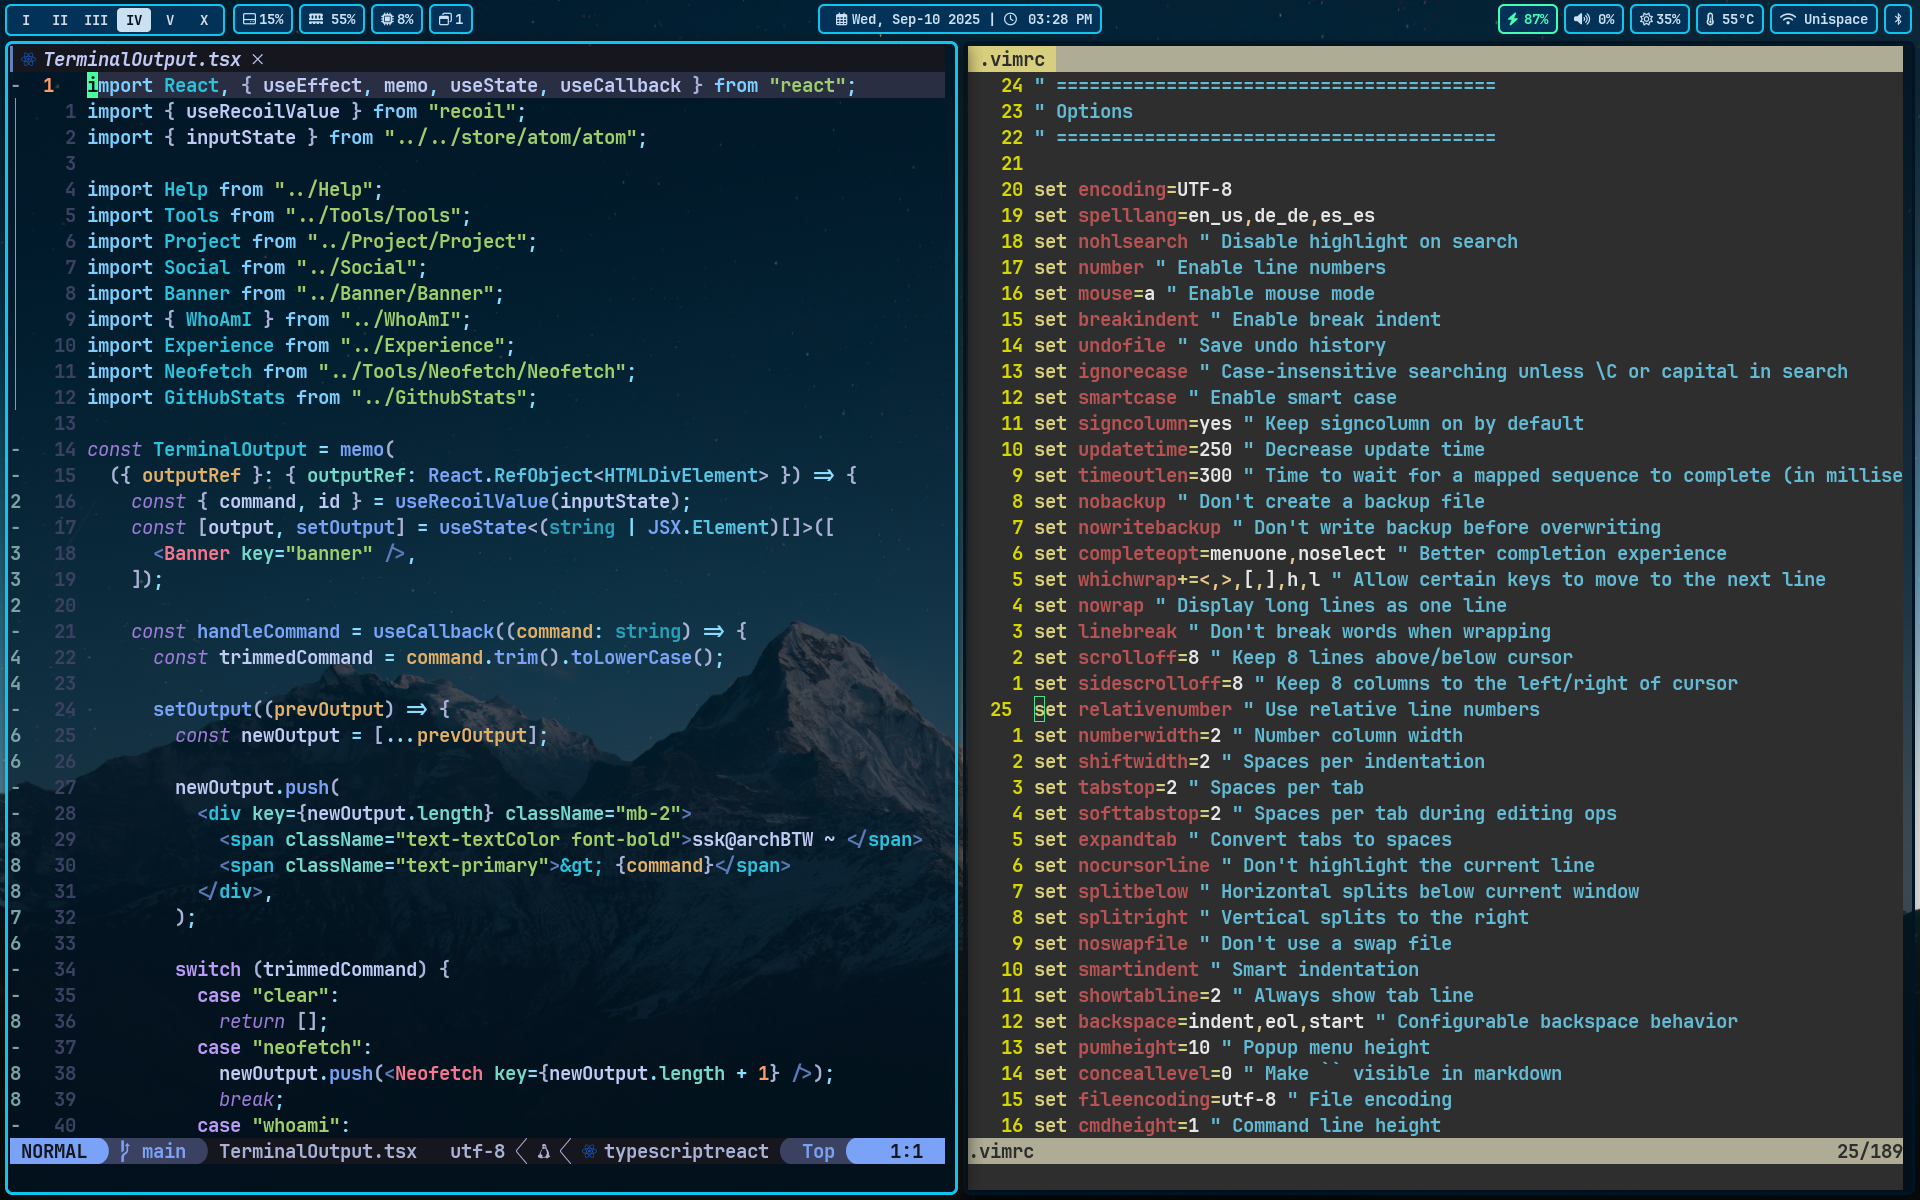 I II III IV V X 15% 55% 8% 1 Wed, Sep-10 2025 | 03:28 PM 87% 0% 35% 55°C Unispace
TerminalOutput.tsx ×
- 1 import React, { useEffect, memo, useState, useCallback } from "react";
1 import { useRecoilValue } from "recoil";
2 import { inputState } from "../../store/atom/atom";
3
4 import Help from "../Help";
5 import Tools from "../Tools/Tools";
6 import Project from "../Project/Project";
7 import Social from "../Social";
8 import Banner from "../Banner/Banner";
9 import { WhoAmI } from "../WhoAmI";
10 import Experience from "../Experience";
11 import Neofetch from "../Tools/Neofetch/Neofetch";
12 import GitHubStats from "../GithubStats";
13
- 14 const TerminalOutput = memo(
- 15 ({ outputRef }: { outputRef: React.RefObject<HTMLDivElement> }) => {
2 16 const { command, id } = useRecoilValue(inputState);
- 17 const [output, setOutput] = useState<(string | JSX.Element)[]>([
3 18 <Banner key="banner" />,
3 19 ]);
2 20
- 21 const handleCommand = useCallback((command: string) => {
4 22 const trimmedCommand = command.trim().toLowerCase();
4 23
- 24 setOutput((prevOutput) => {
6 25 const newOutput = [...prevOutput];
6 26
- 27 newOutput.push(
- 28 <div key={newOutput.length} className="mb-2">
8 29 <span className="text-textColor font-bold">ssk@archBTW ~ </span>
8 30 <span className="text-primary">&gt; {command}</span>
8 31 </div>,
7 32 );
6 33
- 34 switch (trimmedCommand) {
- 35 case "clear":
8 36 return [];
- 37 case "neofetch":
8 38 newOutput.push(<Neofetch key={newOutput.length + 1} />);
8 39 break;
- 40 case "whoami":
NORMAL main TerminalOutput.tsx utf-8 typescriptreact Top 1:1
.vimrc
24 " ========================================
23 " Options
22 " ========================================
21
20 set encoding=UTF-8
19 set spelllang=en_us,de_de,es_es
18 set nohlsearch " Disable highlight on search
17 set number " Enable line numbers
16 set mouse=a " Enable mouse mode
15 set breakindent " Enable break indent
14 set undofile " Save undo history
13 set ignorecase " Case-insensitive searching unless \C or capital in search
12 set smartcase " Enable smart case
11 set signcolumn=yes " Keep signcolumn on by default
10 set updatetime=250 " Decrease update time
9 set timeoutlen=300 " Time to wait for a mapped sequence to complete (in millise
8 set nobackup " Don't create a backup file
7 set nowritebackup " Don't write backup before overwriting
6 set completeopt=menuone,noselect " Better completion experience
5 set whichwrap+=<,>,[,],h,l " Allow certain keys to move to the next line
4 set nowrap " Display long lines as one line
3 set linebreak " Don't break words when wrapping
2 set scrolloff=8 " Keep 8 lines above/below cursor
1 set sidescrolloff=8 " Keep 8 columns to the left/right of cursor
25 set relativenumber " Use relative line numbers
1 set numberwidth=2 " Number column width
2 set shiftwidth=2 " Spaces per indentation
3 set tabstop=2 " Spaces per tab
4 set softtabstop=2 " Spaces per tab during editing ops
5 set expandtab " Convert tabs to spaces
6 set nocursorline " Don't highlight the current line
7 set splitbelow " Horizontal splits below current window
8 set splitright " Vertical splits to the right
9 set noswapfile " Don't use a swap file
10 set smartindent " Smart indentation
11 set showtabline=2 " Always show tab line
12 set backspace=indent,eol,start " Configurable backspace behavior
13 set pumheight=10 " Popup menu height
14 set conceallevel=0 " Make `` visible in markdown
15 set fileencoding=utf-8 " File encoding
16 set cmdheight=1 " Command line height
.vimrc 25/189